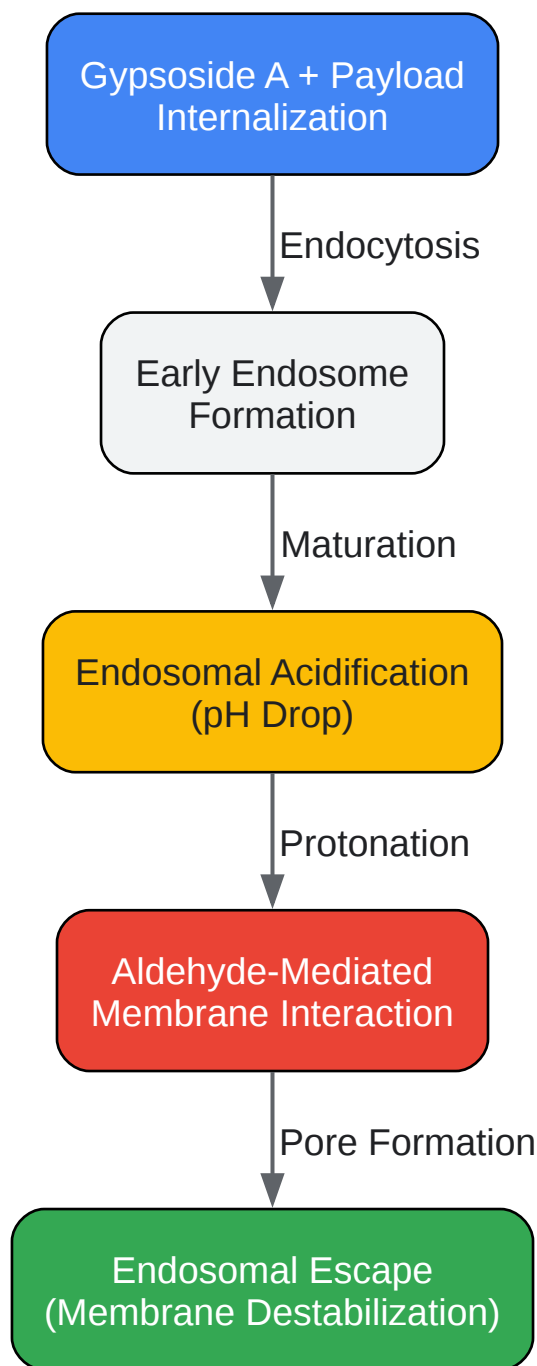 Gypsoside A + Payload
Internalization
Endocytosis
Early Endosome
Formation
Maturation
Endosomal Acidification
(pH Drop)
Protonation
Aldehyde-Mediated
Membrane Interaction
Pore Formation
Endosomal Escape
(Membrane Destabilization)